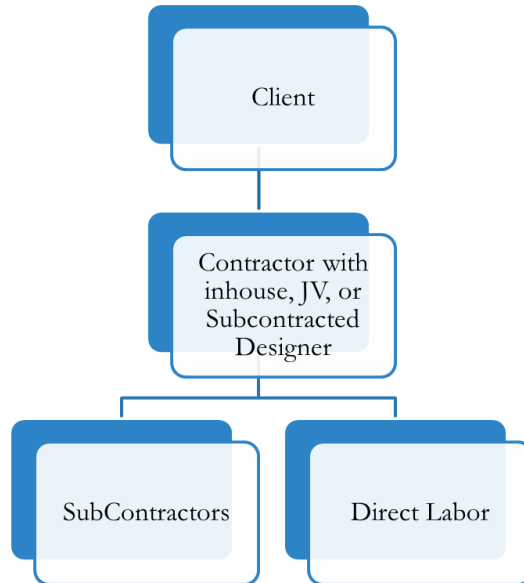 Client
Contractor with
inhouse, JV, or
Subcontracted
Designer
SubContractors
Direct Labor